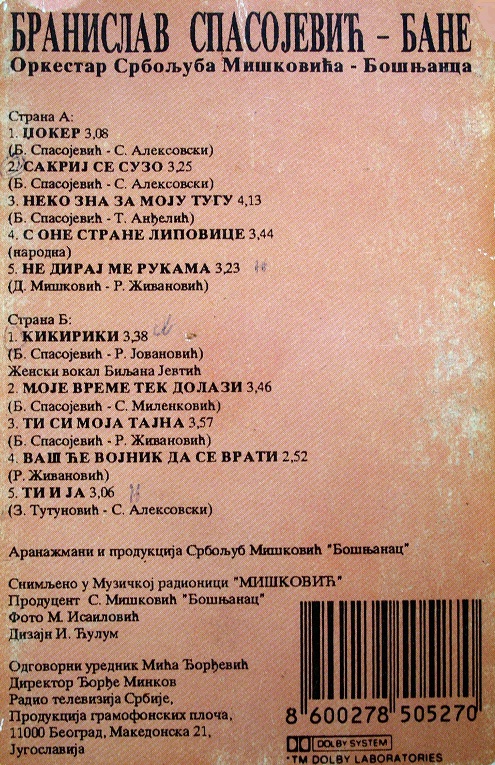 БРАНИСЛАВ СПАСОЈЕВИЋ - БАНЕ
Оркестар Србољуба Мишковића - Бошњанца
Страна А:
1. ЏОКЕР 3,08
(Б. Спасојевић - С. Алексовски)
2. САКРИЈ СЕ СУЗО 3,25
(Б. Спасојевић - С. Алексовски)
3. НЕКО ЗНА ЗА МОЈУ ТУГУ 4,13
(Б. Спасојевић - Т. Анђелић)
4. С ОНЕ СТРАНЕ ЛИПОВИЦЕ 3,44
(народна)
5. НЕ ДИРАЈ МЕ РУКАМА 3,23
(Д. Мишковић - Р. Живановић)
Страна Б:
1. КИКИРИКИ 3,38
(Б. Спасојевић - Р. Јовановић)
Женски вокал Биљана Јевтић
2. МОЈЕ ВРЕМЕ ТЕК ДОЛАЗИ 3,46
(Б. Спасојевић - С. Миленковић)
3. ТИ СИ МОЈА ТАЈНА 3,57
(Б. Спасојевић - Р. Живановић)
4. ВАШ ЋЕ ВОЈНИК ДА СЕ ВРАТИ 2,52
(Р. Живановић)
5. ТИ И ЈА 3,06
(З. Тутуновић - С. Алексовски)
Аранажмани и продукција Србољуб Мишковић "Бошњанац"
Снимљено у Музичкој радионици "МИШКОВИЋ"
Продуцент С. Мишковић "Бошњанац"
Фото М. Исаиловић
Дизајн И. Ћулум
Одговорни уредник Мића Ђорђевић
Директор Ђорђе Минков
Радио телевизија Србије,
Продукција грамофонских плоча,
11000 Београд, Македонска 21,
Југославија
8 600278 505270
DOLBY SYSTEM
"TM DOLBY LABORATORIES